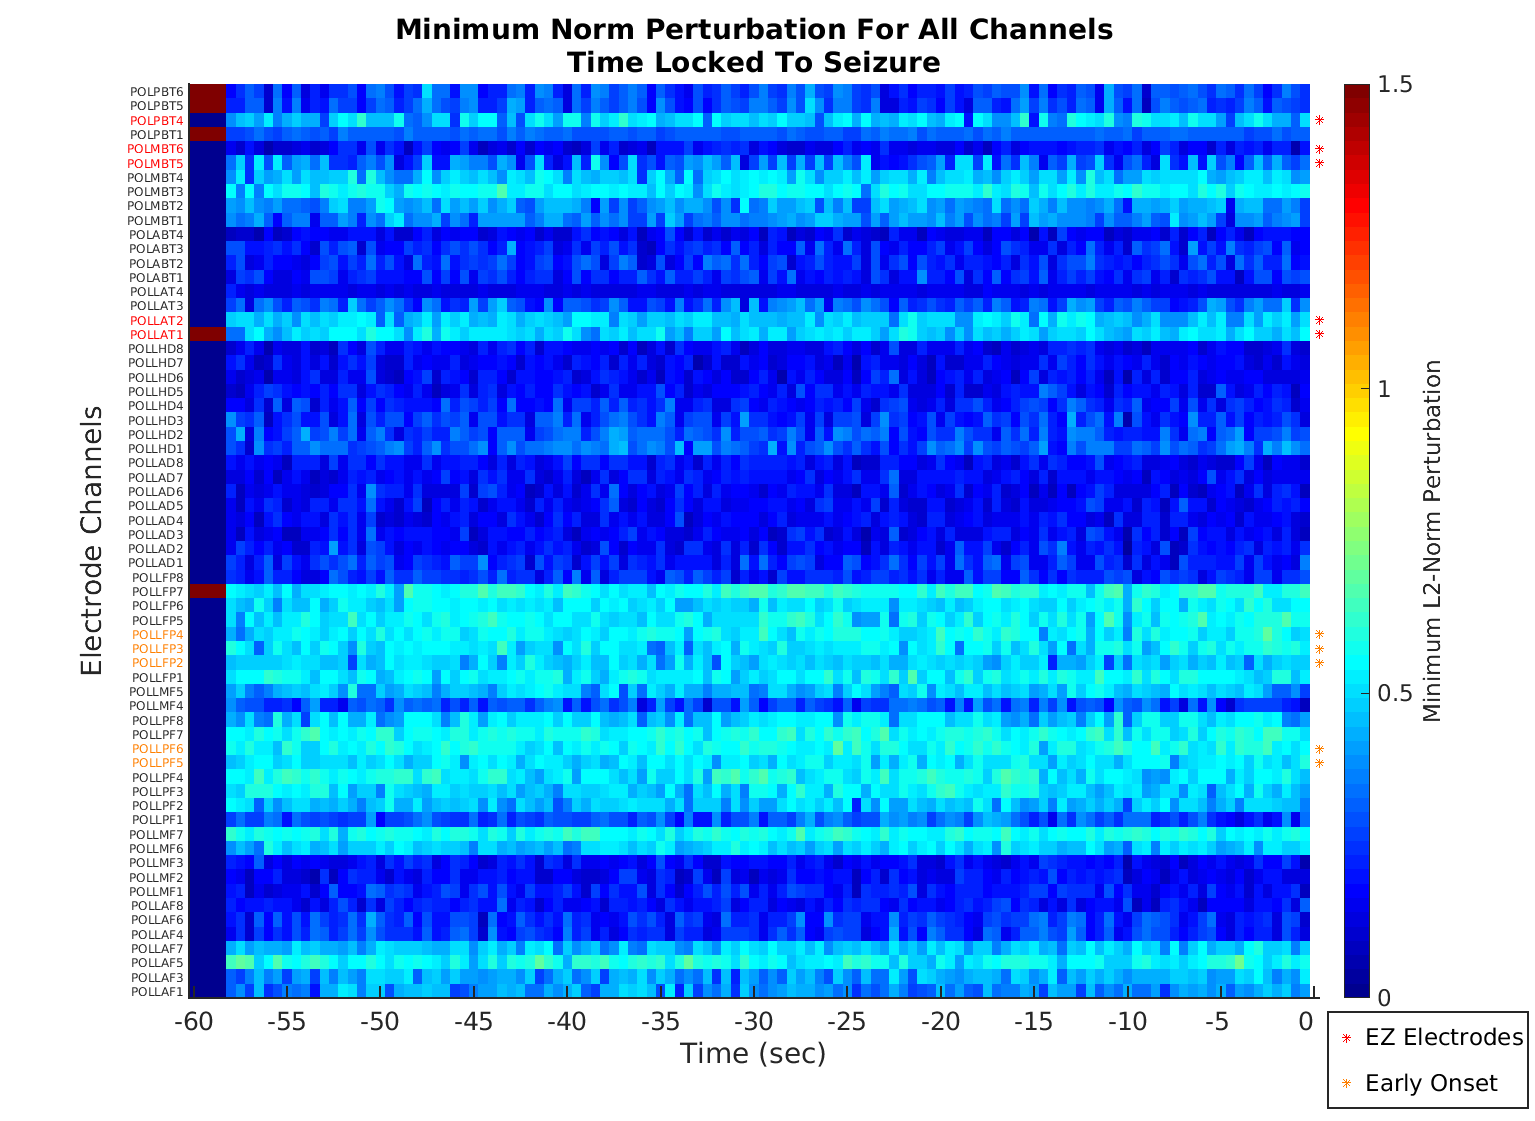 Minimum Norm Perturbation For All Channels
Time Locked To Seizure
Electrode Channels
POLPBT6
POLPBT5
POLPBT4
POLPBT1
POLMBT6
POLMBT5
POLMBT4
POLMBT3
POLMBT2
POLMBT1
POLABT4
POLABT3
POLABT2
POLABT1
POLLAT4
POLLAT3
POLLAT2
POLLAT1
POLLHD8
POLLHD7
POLLHD6
POLLHD5
POLLHD4
POLLHD3
POLLHD2
POLLHD1
POLLAD8
POLLAD7
POLLAD6
POLLAD5
POLLAD4
POLLAD3
POLLAD2
POLLAD1
POLLFP8
POLLFP7
POLLFP6
POLLFP5
POLLFP4
POLLFP3
POLLFP2
POLLFP1
POLLMF5
POLLMF4
POLLPF8
POLLPF7
POLLPF6
POLLPF5
POLLPF4
POLLPF3
POLLPF2
POLLPF1
POLLMF7
POLLMF6
POLLMF3
POLLMF2
POLLMF1
POLLAF8
POLLAF6
POLLAF4
POLLAF7
POLLAF5
POLLAF3
POLLAF1
-60 -55 -50 -45 -40 -35 -30 -25 -20 -15 -10 -5 0
Time (sec)
1.5
1
0.5
0
Minimum L2-Norm Perturbation
EZ Electrodes
Early Onset